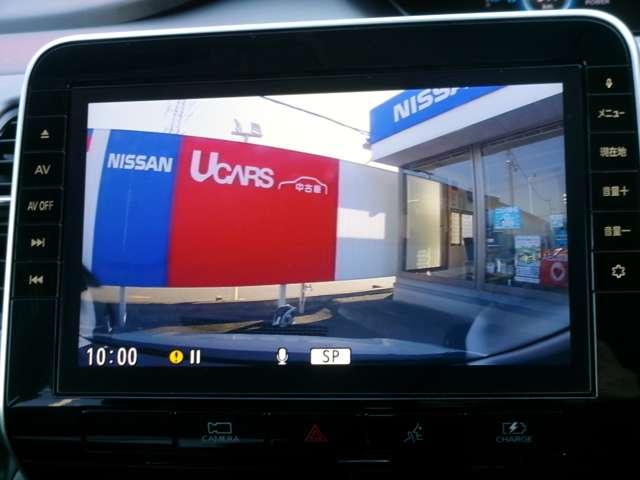 POWER
NISSAN
NISSAN
UCARS
中古車
10:00
SP
AV
AV OFF
メニュー
現在地
音量＋
音量－
CAMERA
CHARGE